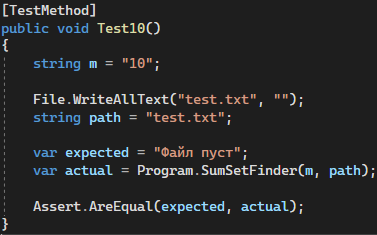 [TestMethod]
public void Test10()
{
string m = "10";
File.WriteAllText("test.txt", "");
string path = "test.txt";
var expected = "Файл пуст";
var actual = Program.SumSetFinder(m, path);
Assert.AreEqual(expected, actual);
}